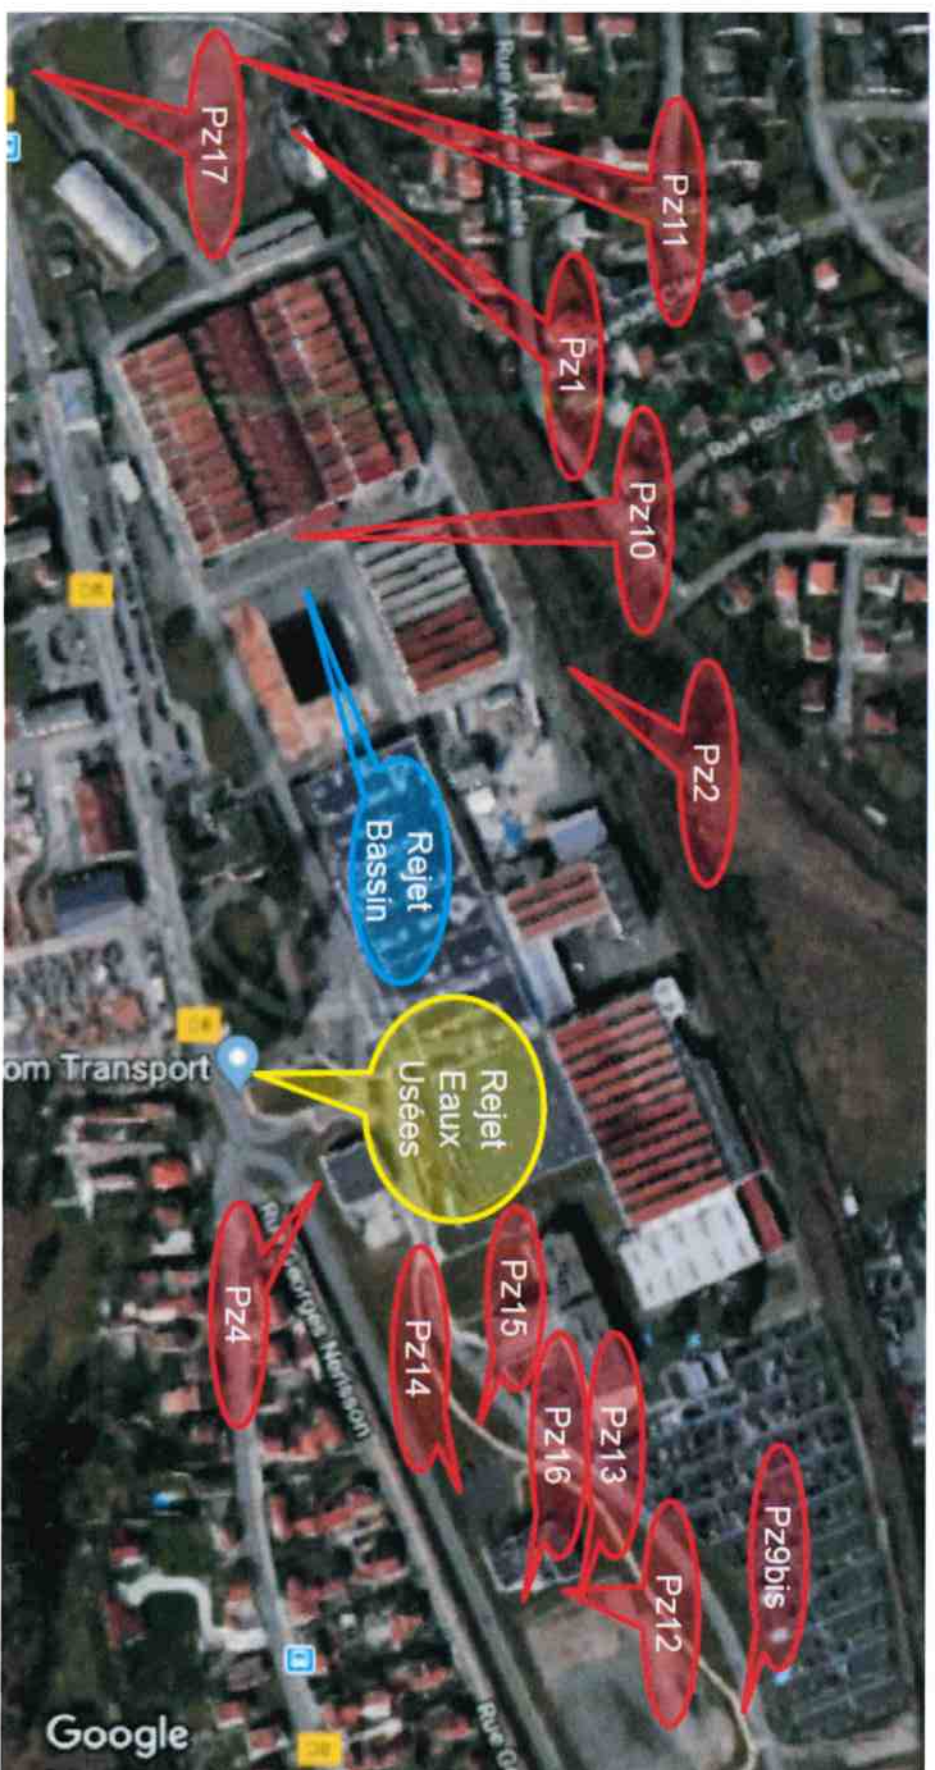 Pz9bis
Rue Roland Garros
Pz2
Pz11
Pz12
Pz10
Pz13
Pz1
Pz16
Pz15
Rejet
Eaux
Usées
Rue G
Pz14
Rejet
Bassin
Georges Nerisson
Pz4
Pz17
om Transport
Google